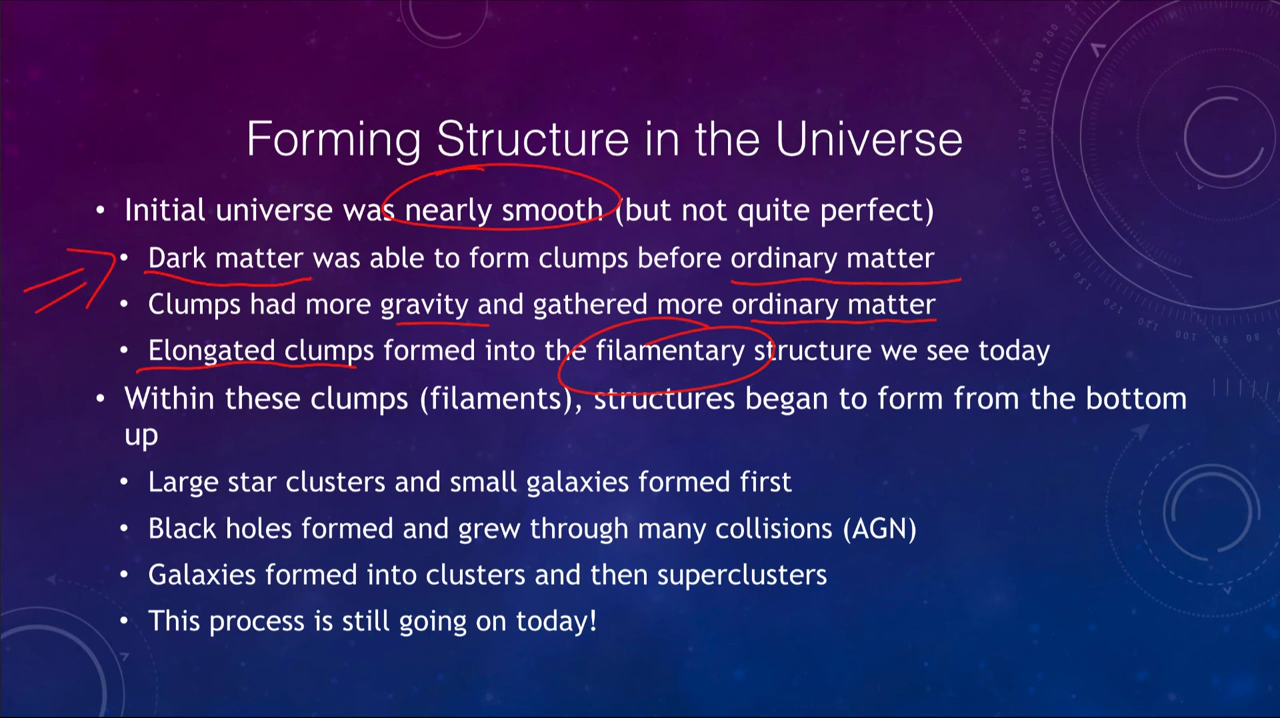 Forming Structure in the Universe
• Initial universe was nearly smooth (but not quite perfect)
• Dark matter was able to form clumps before ordinary matter
• Clumps had more gravity and gathered more ordinary matter
• Elongated clumps formed into the filamentary structure we see today
• Within these clumps (filaments), structures began to form from the bottom
up
• Large star clusters and small galaxies formed first
• Black holes formed and grew through many collisions (AGN)
• Galaxies formed into clusters and then superclusters
• This process is still going on today!